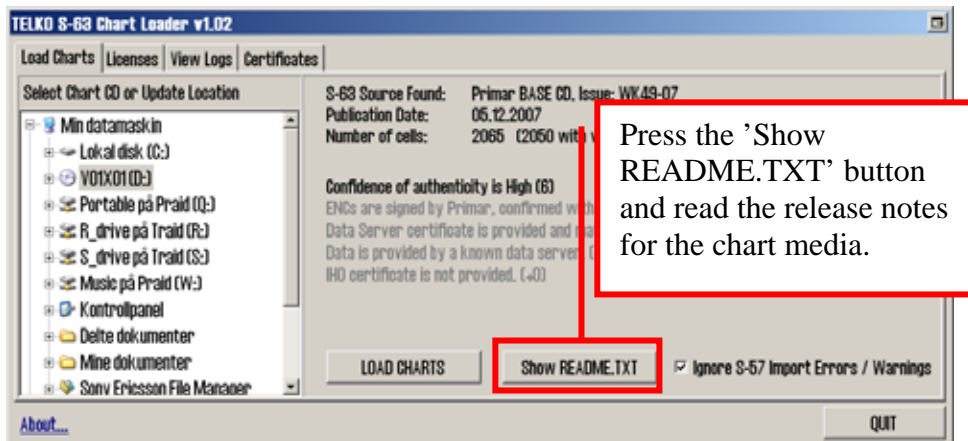 TELKO S-63 Chart Loader v1.02
Load Charts Licenses View Logs Certificates
Select Chart CD or Update Location
Min datamaskin
Lokal disk (C:)
V01X01 (D:)
Portable på Praid (Q:)
R_drive på Traid (R:)
S_drive på Traid (S:)
Music på Praid (W:)
Kontrollpanel
Delte dokumenter
Mine dokumenter
Sony Ericsson File Manager
S-63 Source Found: Primar BASE CD, Issue: WK49-07
Publication Date: 05.12.2007
Number of cells: 2065 (2050 with
Confidence of authenticity is High (6)
ENCs are signed by Primar, confirmed
Data Server certificate is provided and
Data is provided by a known data server.
IHO certificate is not provided. (+0)
Press the ’Show
README.TXT’ button
and read the release notes
for the chart media.
LOAD CHARTS Show README.TXT Ignore S-57 Import Errors / Warnings
About... QUIT